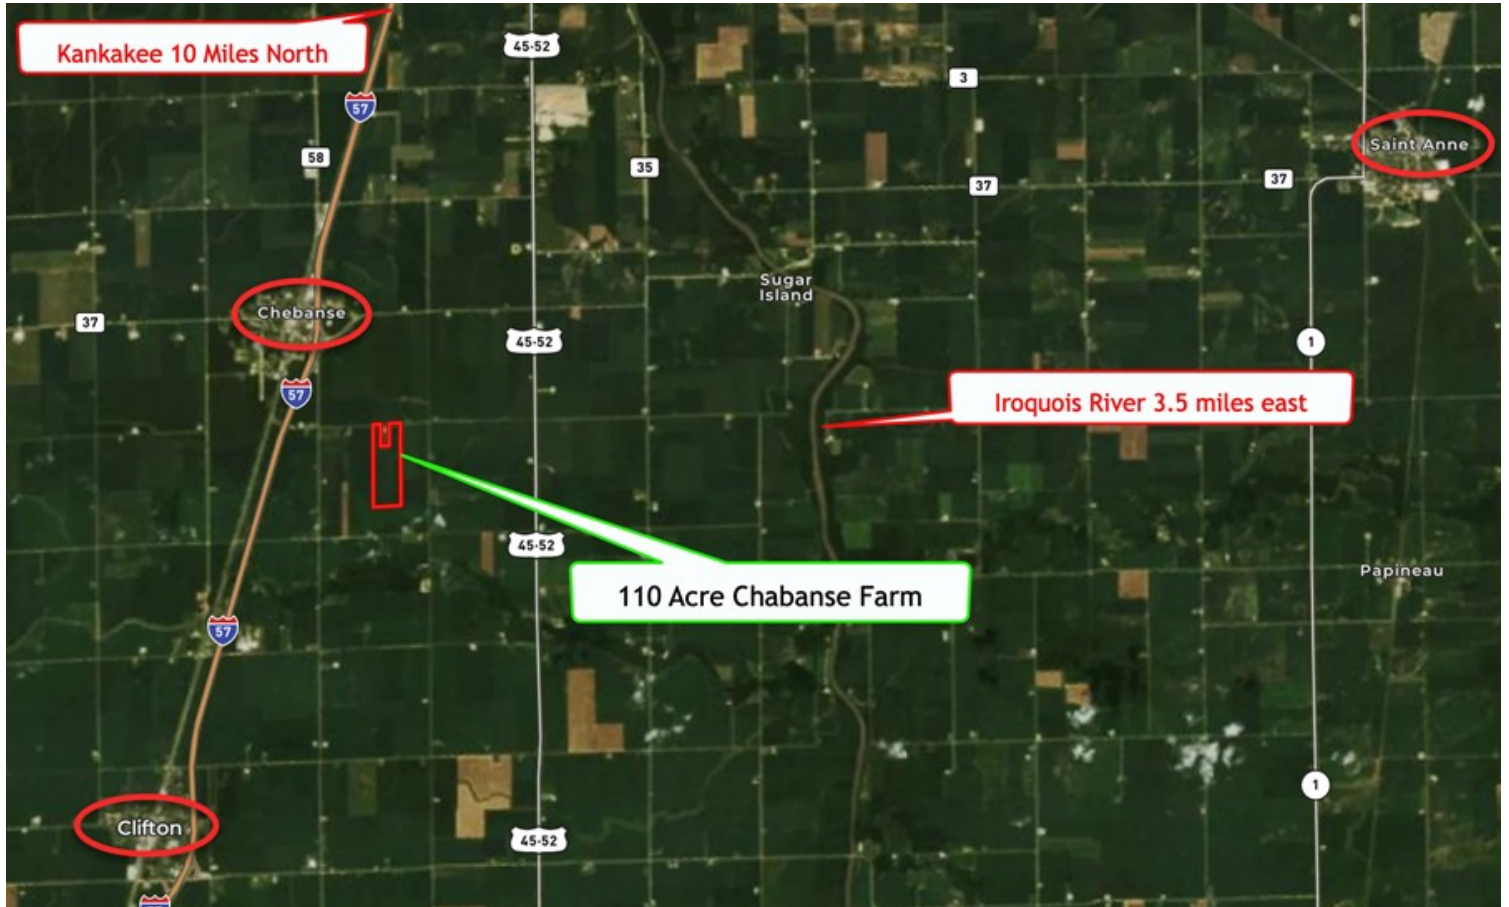 Kankakee 10 Miles North
45-52
3
57
58
35
37
37
Saint Anne
Sugar
Island
Chebanse
37
45-52
1
57
Iroquois River 3.5 miles east
45-52
110 Acre Chabanse Farm
Papineau
57
1
Clifton
45-52